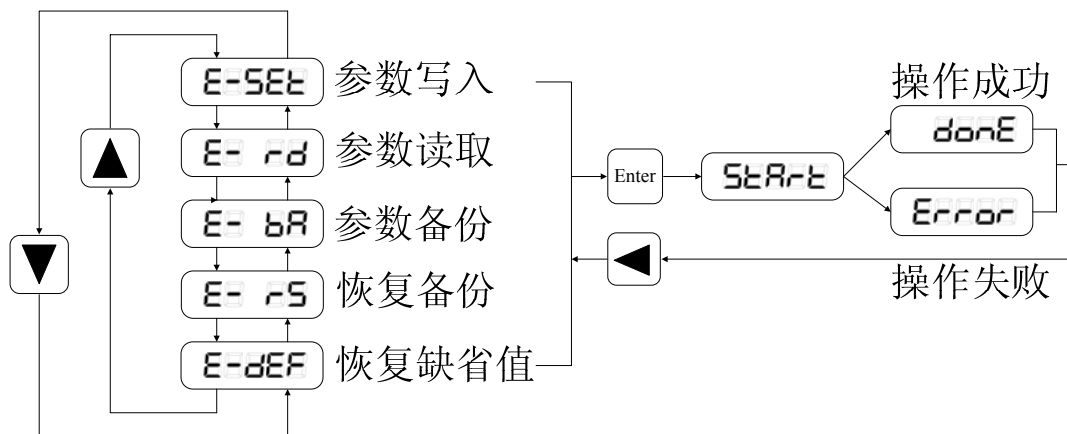 E-SEt 参数写入
E- rd 参数读取
E- bA 参数备份
E- rS 恢复备份
E-dEF 恢复缺省值
Enter
StArt
操作成功
donE
Error
操作失败